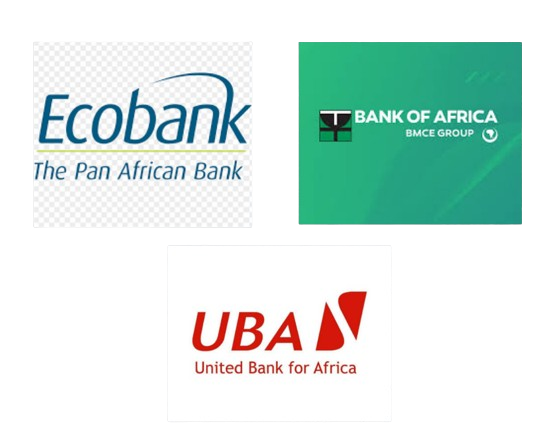 Ecobank
The Pan African Bank
BANK OF AFRICA
BMCE GROUP
UBA
United Bank for Africa